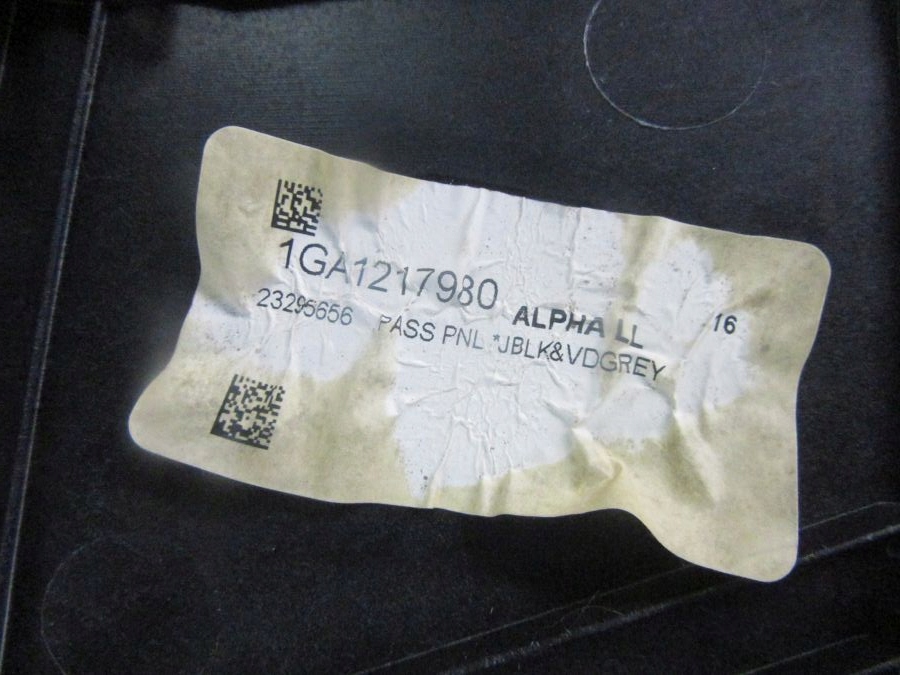 1GA1217980 ALPHA LL 16
23295656 PASS PNL *JBLK&VDGREY